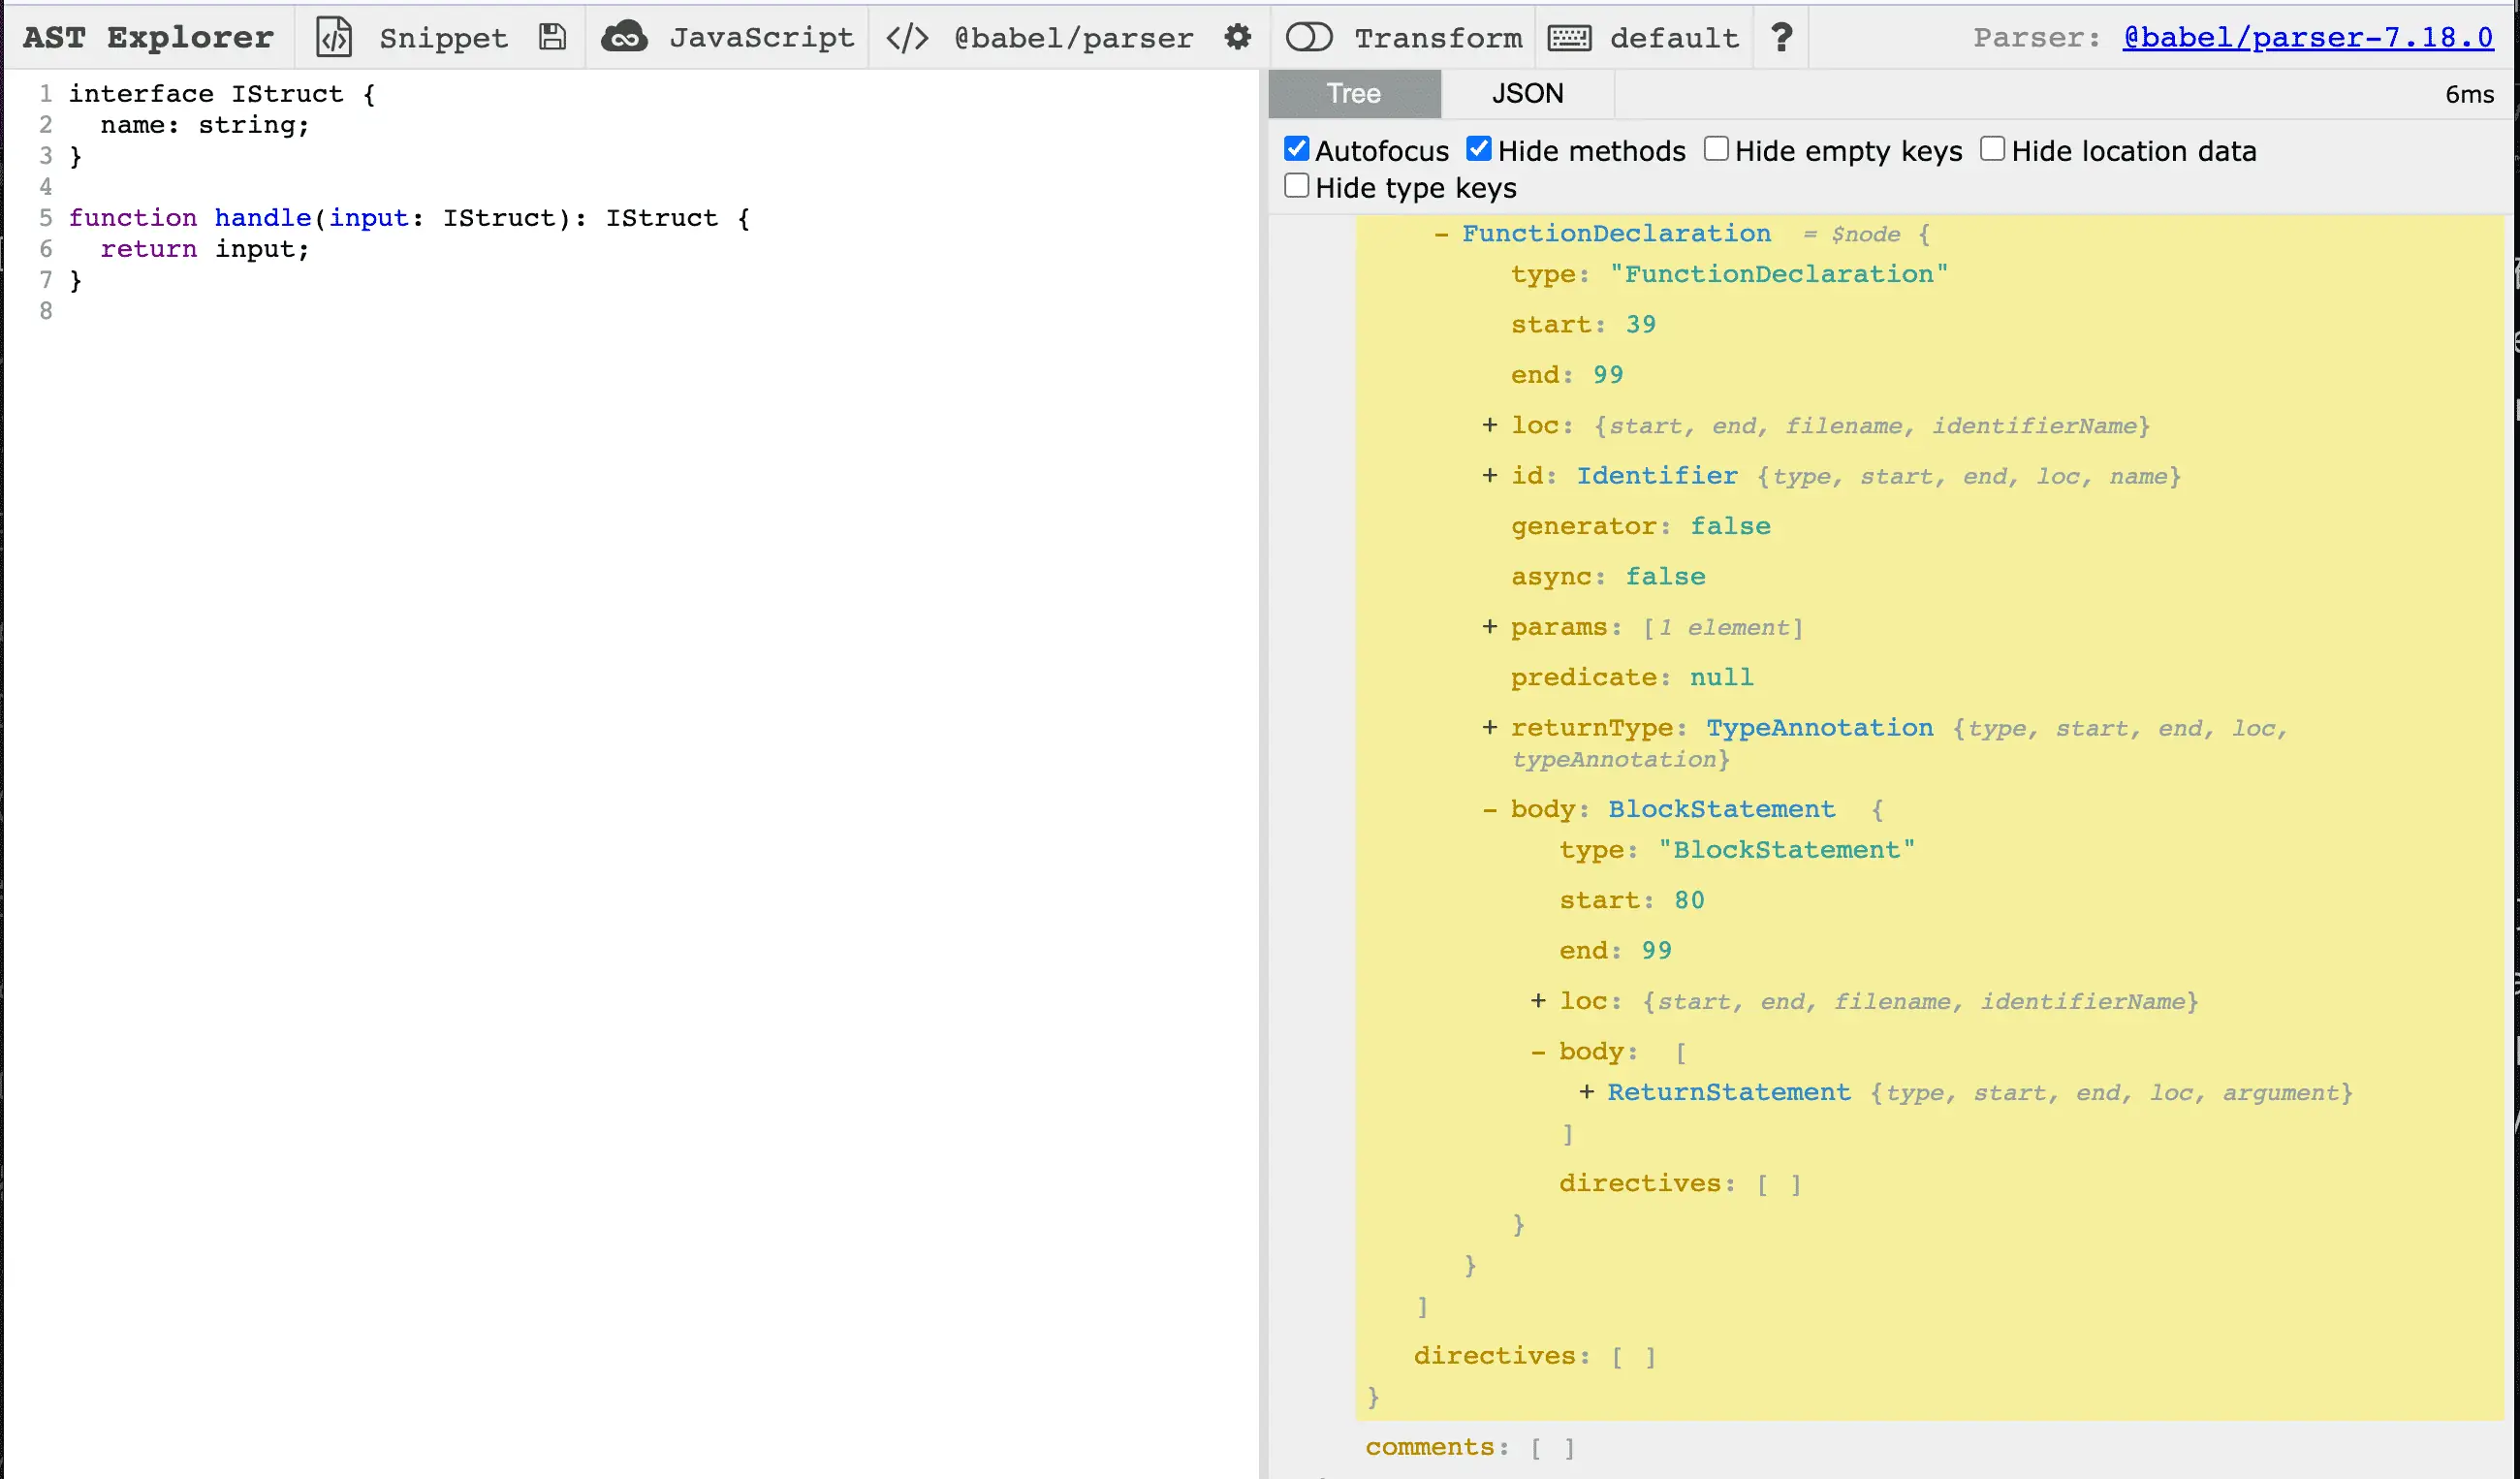 AST Explorer Snippet JavaScript </> @babel/parser Transform default ? Parser: @babel/parser-7.18.0
1 interface IStruct {
2   name: string;
3 }
4
5 function handle(input: IStruct): IStruct {
6   return input;
7 }
8
Tree JSON 6ms
Autofocus Hide methods Hide empty keys Hide location data
Hide type keys
- FunctionDeclaration = $node {
type: "FunctionDeclaration"
start: 39
end: 99
+ loc: {start, end, filename, identifierName}
+ id: Identifier {type, start, end, loc, name}
generator: false
async: false
+ params: [1 element]
predicate: null
+ returnType: TypeAnnotation {type, start, end, loc,
typeAnnotation}
- body: BlockStatement {
type: "BlockStatement"
start: 80
end: 99
+ loc: {start, end, filename, identifierName}
- body: [
+ ReturnStatement {type, start, end, loc, argument}
]
directives: [ ]
}
}
]
directives: [ ]
}
comments: [ ]